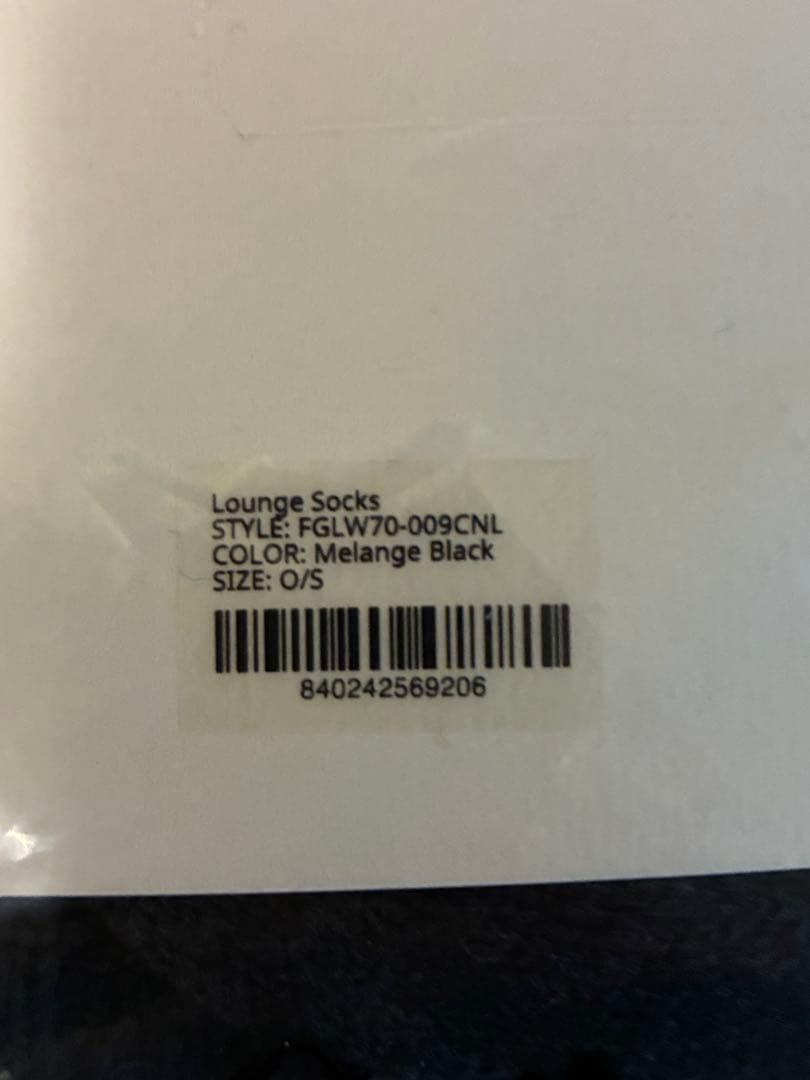 Lounge Socks
STYLE: FGLW70-009CNL
COLOR: Melange Black
SIZE: O/S
840242569206